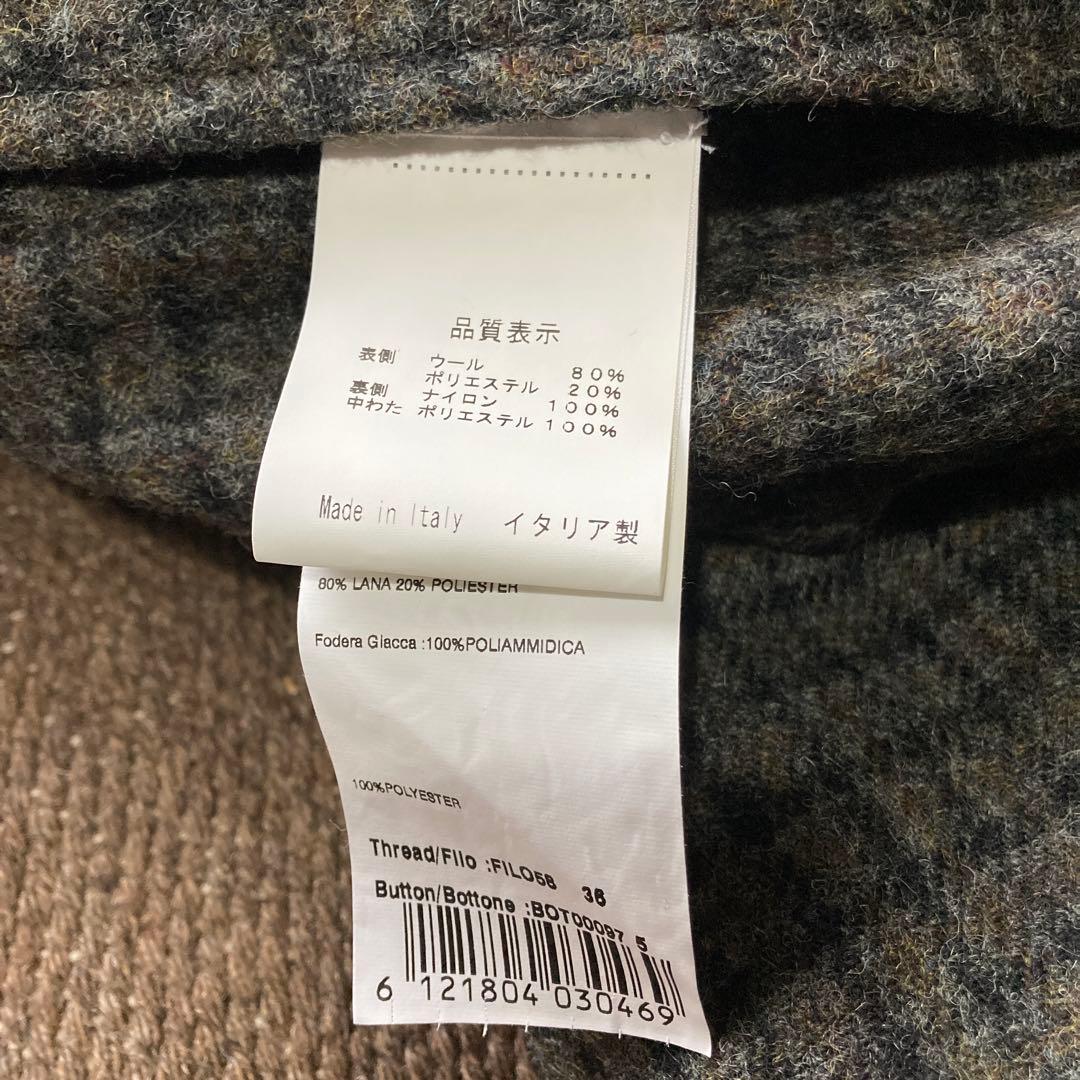 品質表示
表側 ウール 80%
ポリエステル 20%
裏側 ナイロン 100%
中わた ポリエステル 100%
Made in Italy イタリア製
80% LANA 20% POLIESTER
Fodera Giacca :100%POLIAMMIDICA
100%POLYESTER
Thread/Filo :FILO58 36
Button/Bottone :BOT00097 5
6 121804 030469